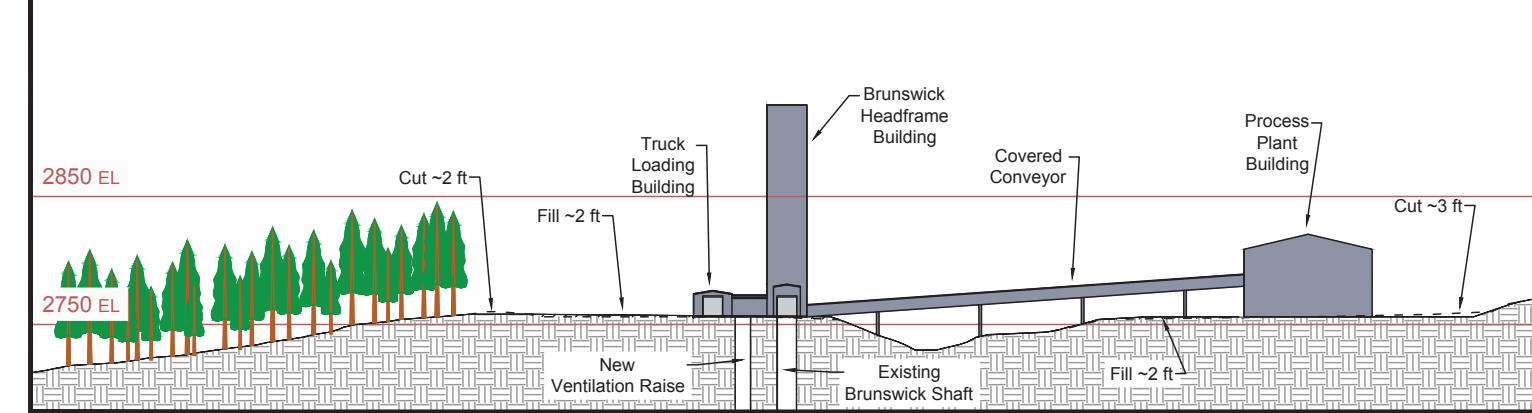 Brunswick
Headframe
Building
Process
Plant
Building
Truck
Loading
Building
Covered
Conveyor
2850 EL
Cut ~2 ft
Fill ~2 ft
Cut ~3 ft
2750 EL
New
Ventilation Raise
Existing
Brunswick Shaft
Fill ~2 ft